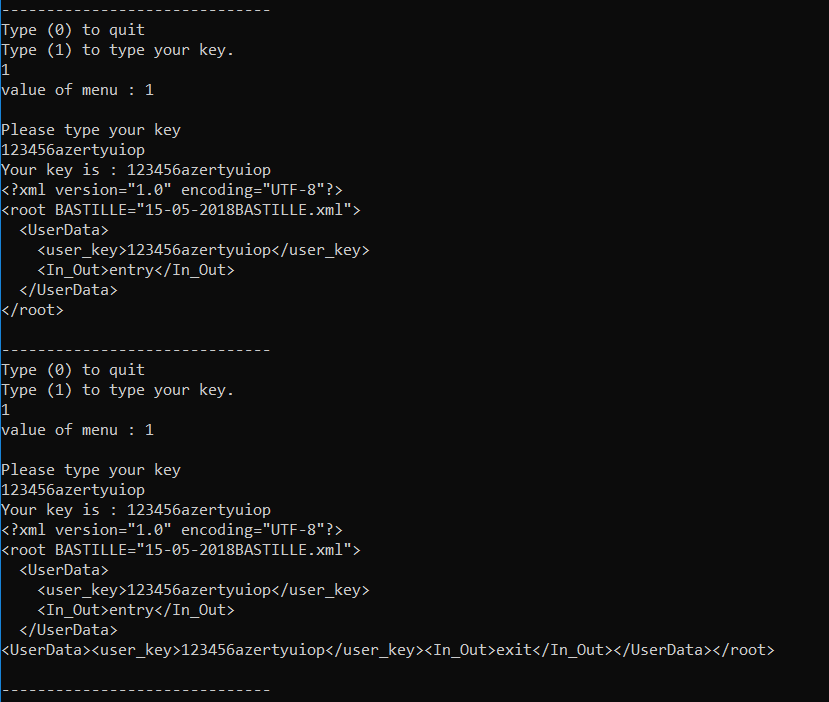 ------------------------------
Type (0) to quit
Type (1) to type your key.
1
value of menu : 1

Please type your key
123456azertyuiop
Your key is : 123456azertyuiop
<?xml version="1.0" encoding="UTF-8"?>
<root BASTILLE="15-05-2018BASTILLE.xml">
  <UserData>
    <user_key>123456azertyuiop</user_key>
    <In_Out>entry</In_Out>
  </UserData>
</root>

------------------------------
Type (0) to quit
Type (1) to type your key.
1
value of menu : 1

Please type your key
123456azertyuiop
Your key is : 123456azertyuiop
<?xml version="1.0" encoding="UTF-8"?>
<root BASTILLE="15-05-2018BASTILLE.xml">
  <UserData>
    <user_key>123456azertyuiop</user_key>
    <In_Out>entry</In_Out>
  </UserData>
<UserData><user_key>123456azertyuiop</user_key><In_Out>exit</In_Out></UserData></root>

------------------------------